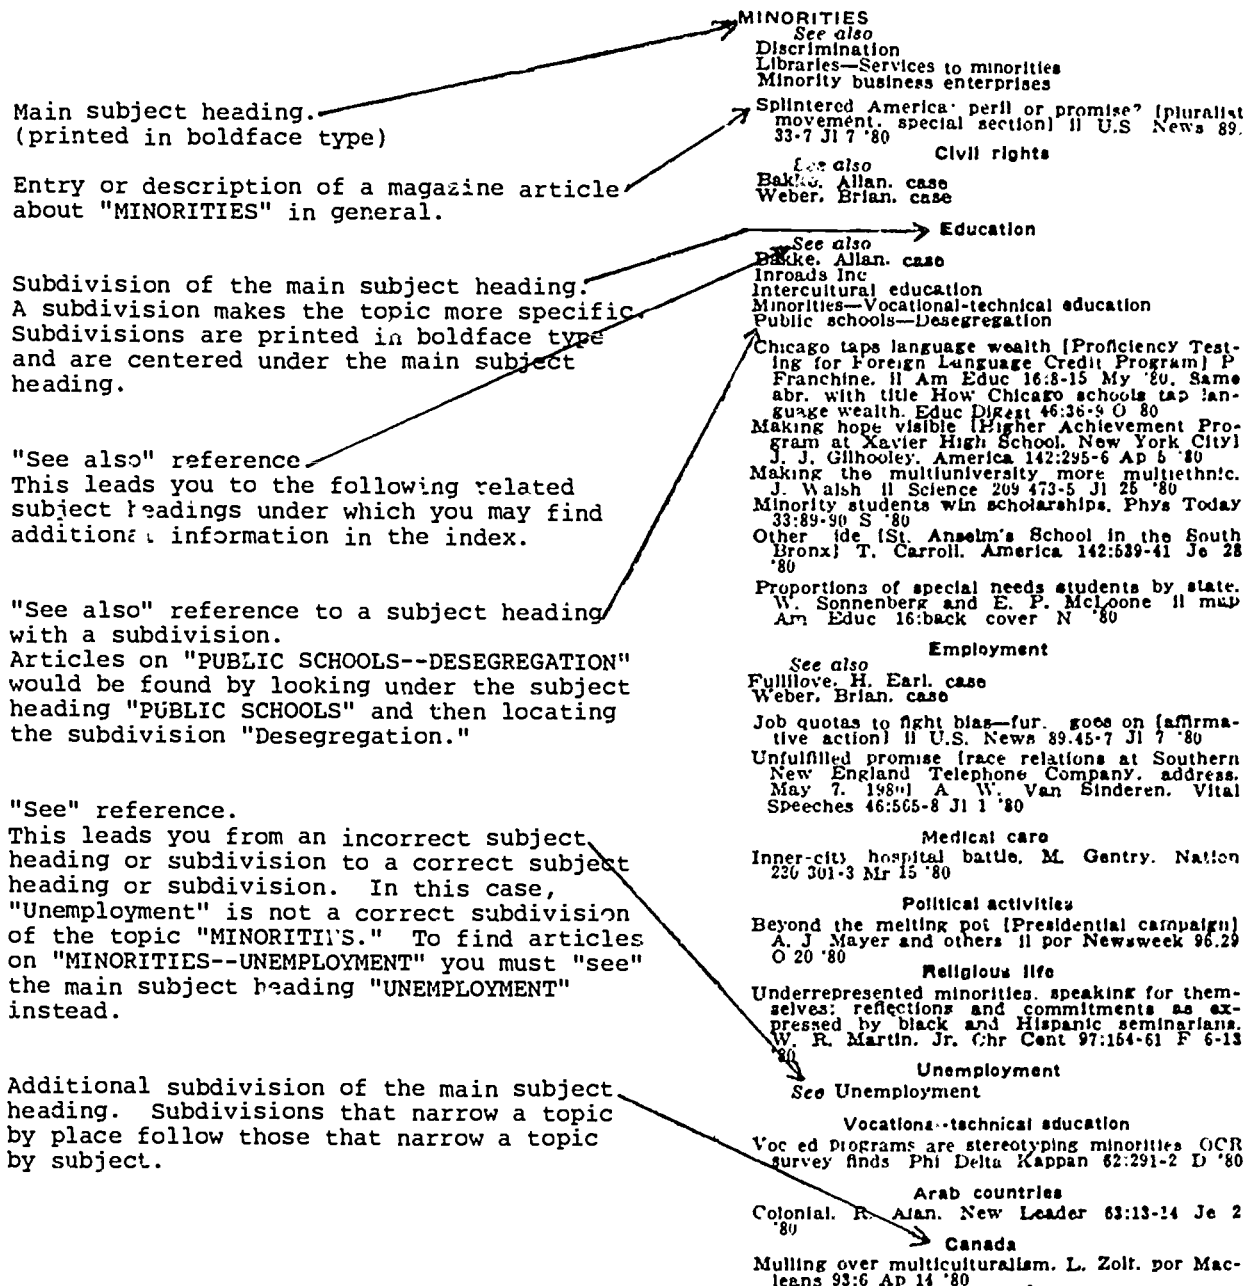 Main subject heading.
(printed in boldface type)
Entry or description of a magazine article
about "MINORITIES" in general.
Subdivision of the main subject heading.
A subdivision makes the topic more specific.
Subdivisions are printed in boldface type
and are centered under the main subject
heading.
"See also" reference
This leads you to the following related
subject headings under which you may find
additional information in the index.
"See also" reference to a subject heading
with a subdivision.
Articles on "PUBLIC SCHOOLS--DESEGREGATION"
would be found by looking under the subject
heading "PUBLIC SCHOOLS" and then locating
the subdivision "Desegregation."
"See" reference.
This leads you from an incorrect subject
heading or subdivision to a correct subject
heading or subdivision. In this case,
"Unemployment" is not a correct subdivision
of the topic "MINORITIES." To find articles
on "MINORITIES--UNEMPLOYMENT" you must "see"
the main subject heading "UNEMPLOYMENT"
instead.
Additional subdivision of the main subject
heading. Subdivisions that narrow a topic
by place follow those that narrow a topic
by subject.
MINORITIES
See also
Discrimination
Libraries—Services to minorities
Minority business enterprises
Splintered America: peril or promise? [pluralist
movement, special section] il U.S. News 89:
33-7 Jl 7 '80
Civil rights
See also
Bakke, Allan, case
Weber, Brian, case
Education
See also
Bakke, Allan, case
Inroads Inc
Intercultural education
Minorities—Vocational-technical education
Public schools—Desegregation
Chicago taps language wealth [Proficiency Test-
ing for Foreign Language Credit Program] P.
Franchine. il Am Educ 16:8-15 My '80. Same
abr. with title How Chicago schools tap lan-
guage wealth. Educ Digest 46:36-9 O '80
Making hope visible [Higher Achievement Pro-
gram at Xavier High School, New York City]
J. J. Gilhooley. America 142:295-6 Ap 5 '80
Making the multiuniversity more multiethnic.
J. Walsh il Science 209:473-5 Jl 25 '80
Minority students win scholarships. Phys Today
33:89-90 S '80
Other ide [St. Anselm's School in the South
Bronx] T. Carroll. America 142:539-41 Je 28
'80
Proportions of special needs students by state.
W. Sonnenberg and E. P. McLoone il map
Am Educ 16:back cover N '80
Employment
See also
Fullilove, H. Earl, case
Weber, Brian, case
Job quotas to fight bias—fur. goes on [affirma-
tive action] il U.S. News 89:45-7 Jl 7 '80
Unfulfilled promise [race relations at Southern
New England Telephone Company, address,
May 7, 1980] A. W. Van Sinderen. Vital
Speeches 46:565-8 Jl 1 '80
Medical care
Inner-city hospital battle. M. Gentry. Nation
230:301-3 Mr 15 '80
Political activities
Beyond the melting pot [Presidential campaign]
A. J. Mayer and others il por Newsweek 96:29
O 20 '80
Religious life
Underrepresented minorities, speaking for them-
selves; reflections and commitments as ex-
pressed by black and Hispanic seminarians.
W. R. Martin, Jr. Chr Cent 97:164-61 F 6-13
'80
Unemployment
See Unemployment
Vocational-technical education
Voc ed programs are stereotyping minorities OCR
survey finds Phi Delta Kappan 62:291-2 D '80
Arab countries
Colonial. R. Alan. New Leader 63:13-14 Je 2
'80
Canada
Mulling over multiculturalism. L. Zolf. por Mac-
leans 93:6 Ap 14 '80